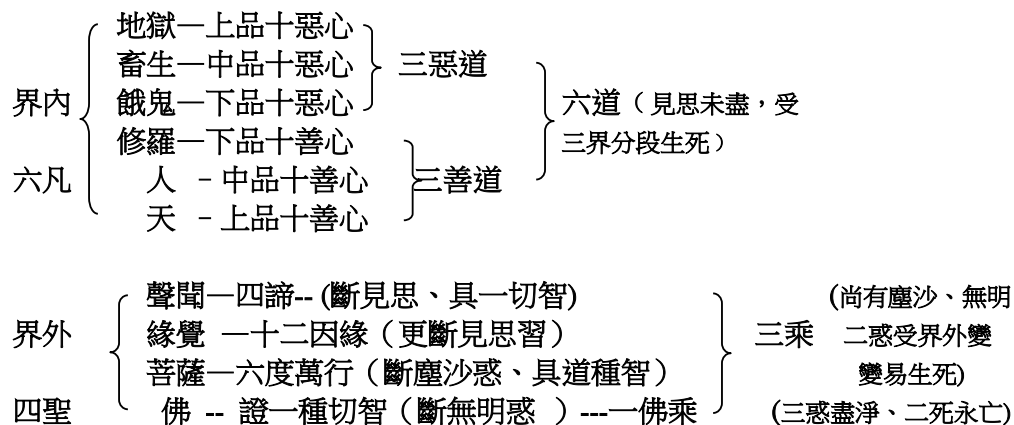 地獄—上品十惡心
畜生—中品十惡心 三惡道
界內 餓鬼—下品十惡心 六道（見思未盡，受
修羅—下品十善心 三界分段生死）
六凡 人 －中品十善心 三善道
天 －上品十善心
聲聞—四諦-- (斷見思、具一切智) (尚有塵沙、無明
界外 緣覺 —十二因緣（更斷見思習） 三乘 二惑受界外變
菩薩—六度萬行（斷塵沙惑、具道種智） 變易生死)
四聖 佛 -- 證一種切智（斷無明惑 ）---一佛乘 (三惑盡淨、二死永亡)